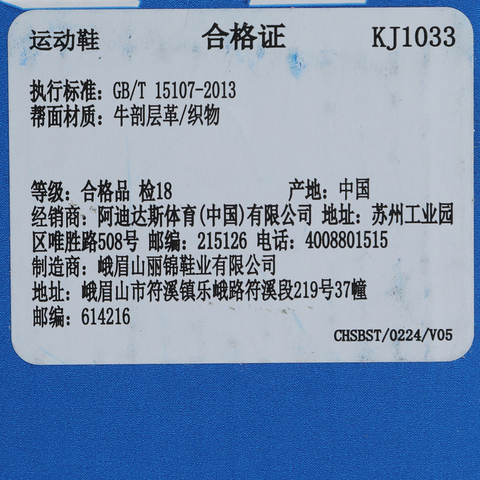 运动鞋 合格证 KJ1033
执行标准: GB/T 15107-2013
帮面材质: 牛剖层革/织物
等级: 合格品 检18 产地: 中国
经销商: 阿迪达斯体育(中国)有限公司 地址: 苏州工业园
区唯胜路508号 邮编: 215126 电话: 4008801515
制造商: 峨眉山丽锦鞋业有限公司
地址: 峨眉山市符溪镇乐峨路符溪段219号37幢
邮编: 614216
CHSBST/0224/V05